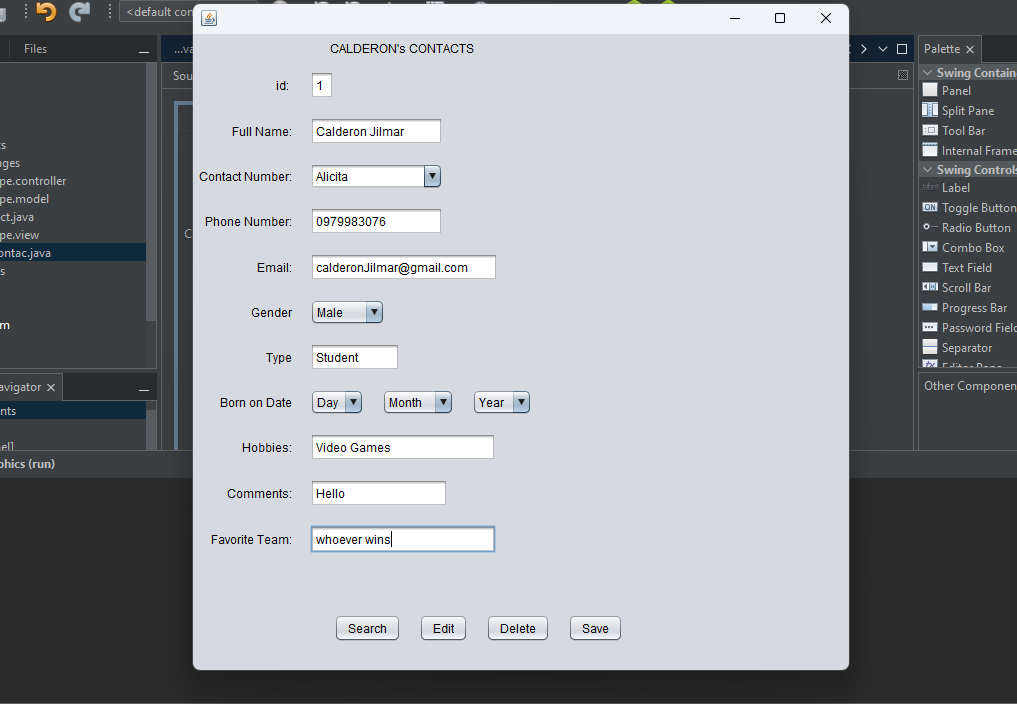 <default con
Files
CALDERON's CONTACTS
Palette
Sou
Swing Contain
id: 1
Panel
Split Pane
Full Name: Calderon Jilmar
Tool Bar
Internal Frame
ts
ages
Swing Controls
Contact Number: Alicita
pe.controller
Label
pe.model
Toggle Button
ct.java
Phone Number: 0979983076
Radio Button
pe.view
C
Combo Box
ontac.java
Email: calderonJilmar@gmail.com
Text Field
s
Scroll Bar
Gender Male
Progress Bar
m
Password Field
Type Student
Separator
Editor Pane
avigator
Other Componen
Born on Date Day Month Year
nts
Hobbies: Video Games
el]
phics (run)
Comments: Hello
Favorite Team: whoever wins
Search Edit Delete Save